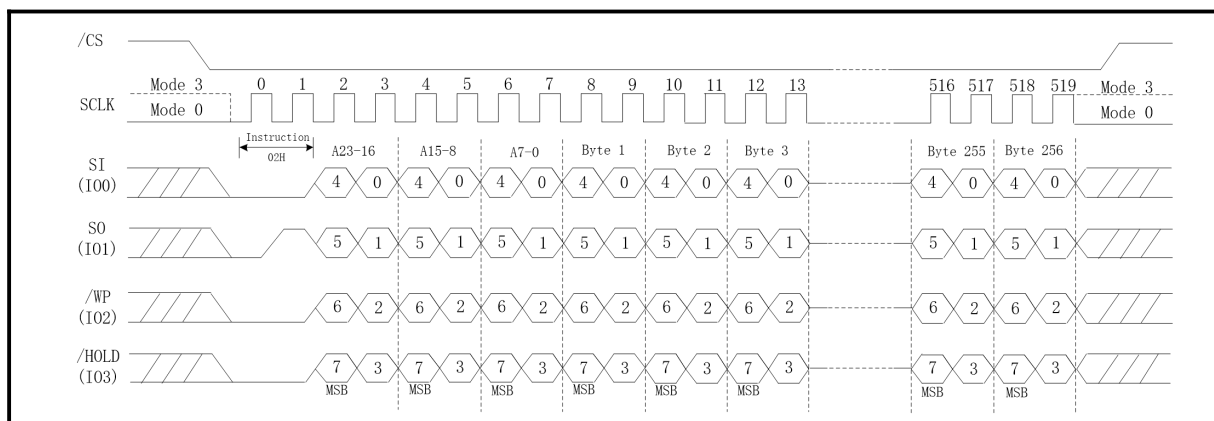 /CS
Mode 3 0 1 2 3 4 5 6 7 8 9 10 11 12 13 516 517 518 519 Mode 3
SCLK
Mode 0 Mode 0
Instruction
02H
A23-16 A15-8 A7-0 Byte 1 Byte 2 Byte 3 Byte 255 Byte 256
SI
(IO0)
4 0 4 0 4 0 4 0 4 0 4 0 4 0 4 0
SO
(IO1)
5 1 5 1 5 1 5 1 5 1 5 1 5 1 5 1
/WP
(IO2)
6 2 6 2 6 2 6 2 6 2 6 2 6 2 6 2
/HOLD
(IO3)
7 3 7 3 7 3 7 3 7 3 7 3 7 3 7 3
MSB MSB MSB MSB MSB MSB MSB MSB